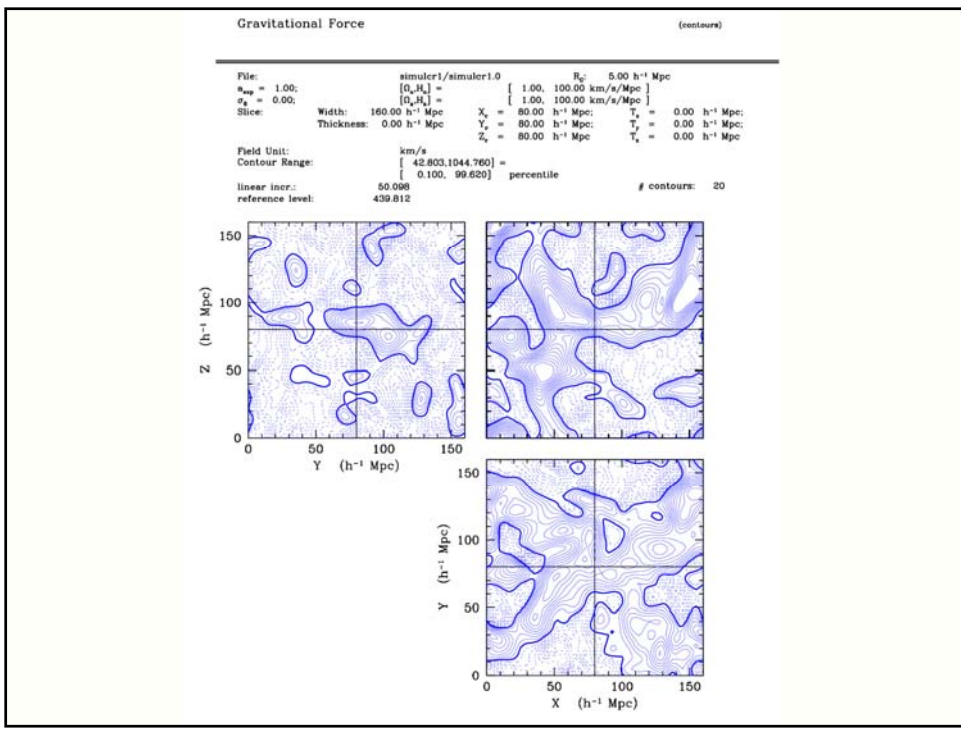 Gravitational Force (contours)
File: simulcr1/simulcr1.0 R_G: 5.00 h⁻¹ Mpc
a_exp = 1.00; [Ω_o,H_o] = [ 1.00, 100.00 km/s/Mpc ]
= 0.00; = [ 1.00, 100.00 km/s/Mpc ]
Slice: Width: 160.00 h⁻¹ Mpc X_c = 80.00 h⁻¹ Mpc; T_x = 0.00 h⁻¹ Mpc;
Thickness: 0.00 h⁻¹ Mpc Y_c = 80.00 h⁻¹ Mpc; T_y = 0.00 h⁻¹ Mpc
Z_c = 80.00 h⁻¹ Mpc T_z = 0.00 h⁻¹ Mpc
Field Unit: km/s
Contour Range: [ 42.803,1044.760] =
[ 0.100, 99.620] percentile
linear incr.: 50.098 # contours: 20
reference level: 439.812
150
100
50
0
Z (h⁻¹ Mpc)
0 50 100 150
Y (h⁻¹ Mpc)
150
100
50
0
Y (h⁻¹ Mpc)
0 50 100 150
X (h⁻¹ Mpc)